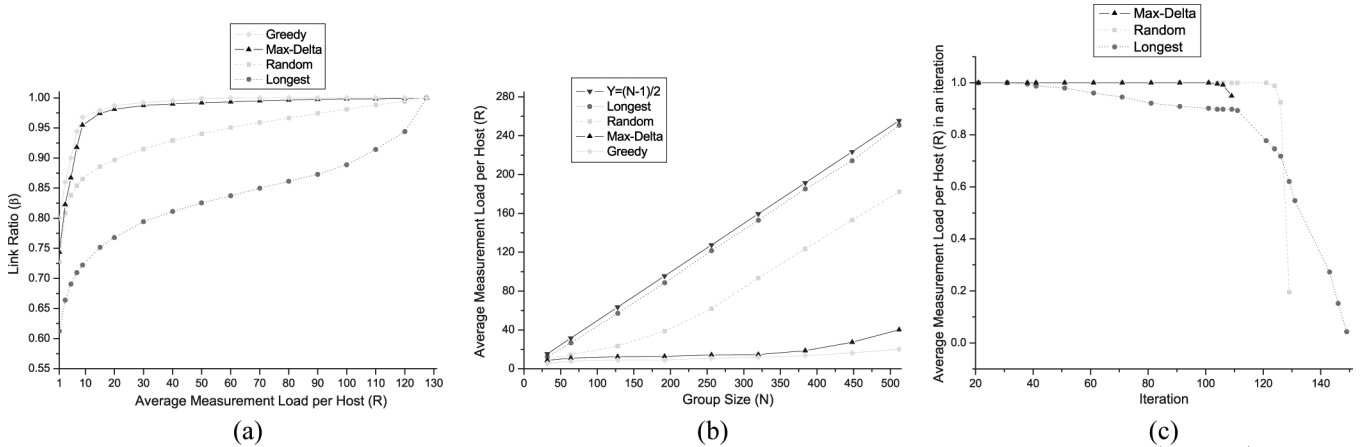 Greedy
Max-Delta
Random
Longest
Link Ratio (β)
1.00
0.95
0.90
0.85
0.80
0.75
0.70
0.65
0.60
0.55
1 10 20 30 40 50 60 70 80 90 100 110 120 130
Average Measurement Load per Host (R)
(a)
Y=(N-1)/2
Longest
Random
Max-Delta
Greedy
Average Measurement Load per Host (R)
280
240
200
160
120
80
40
0
0 50 100 150 200 250 300 350 400 450 500
Group Size (N)
(b)
Max-Delta
Random
Longest
Average Measurement Load per Host (R) in an iteration
1.0
0.8
0.6
0.4
0.2
0.0
20 40 60 80 100 120 140
Iteration
(c)